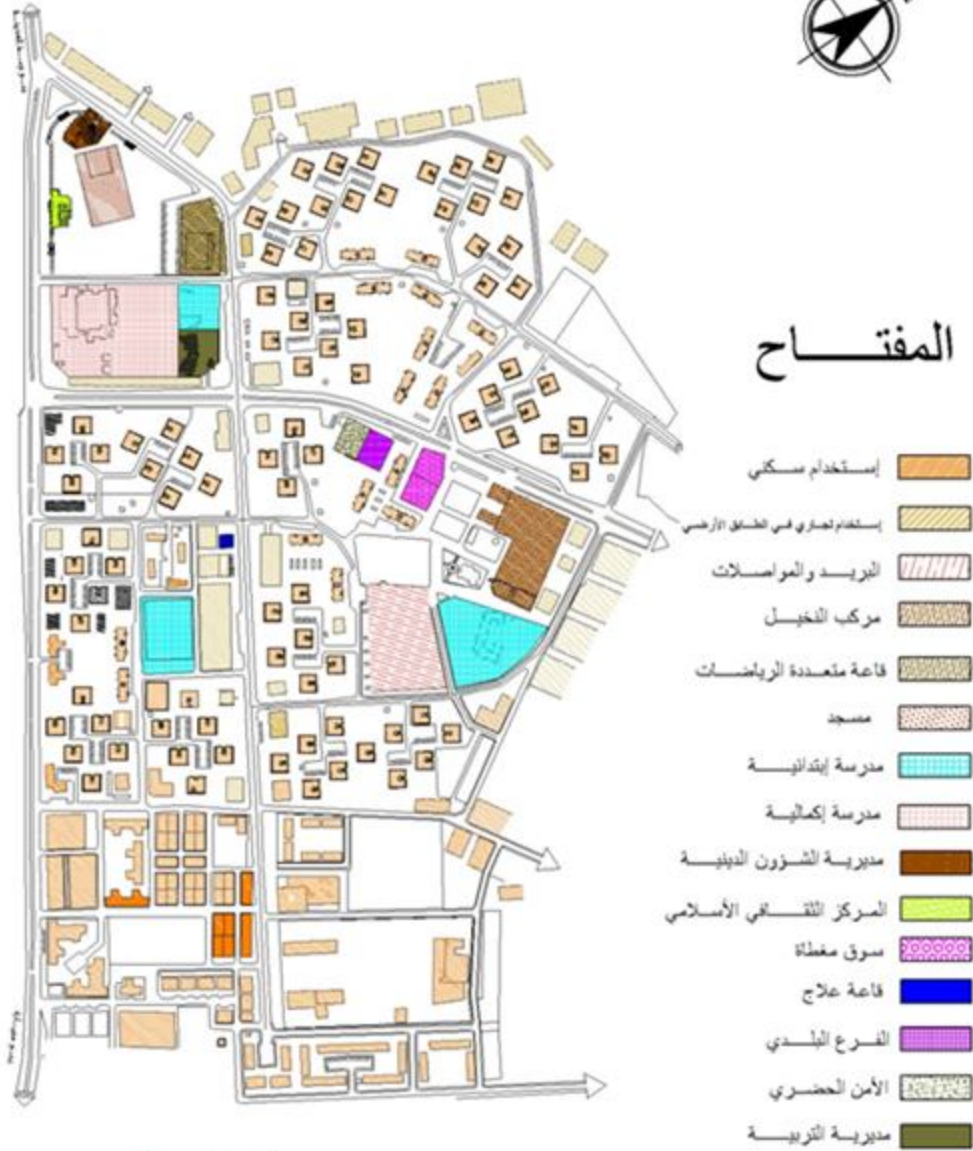 المفتاح
إستخدام سكني
إستخدام تجاري في الطابق الأرضي
البريد والمواصلات
مركب النخيل
قاعة متعددة الرياضات
مسجد
مدرسة إبتدائية
مدرسة إكمالية
مديرية الشؤون الدينية
المركز الثقافي الأسلامي
سوق مغطاة
قاعة علاج
الفرع البلدي
الأمن الحضري
مديرية التربية